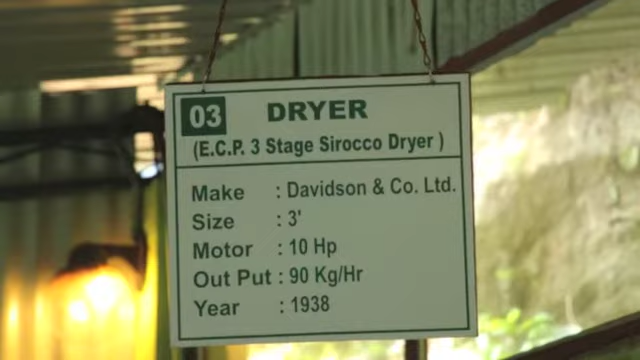 03 DRYER
(E.C.P. 3 Stage Sirocco Dryer )
Make : Davidson & Co. Ltd.
Size : 3'
Motor : 10 Hp
Out Put : 90 Kg/Hr
Year : 1938